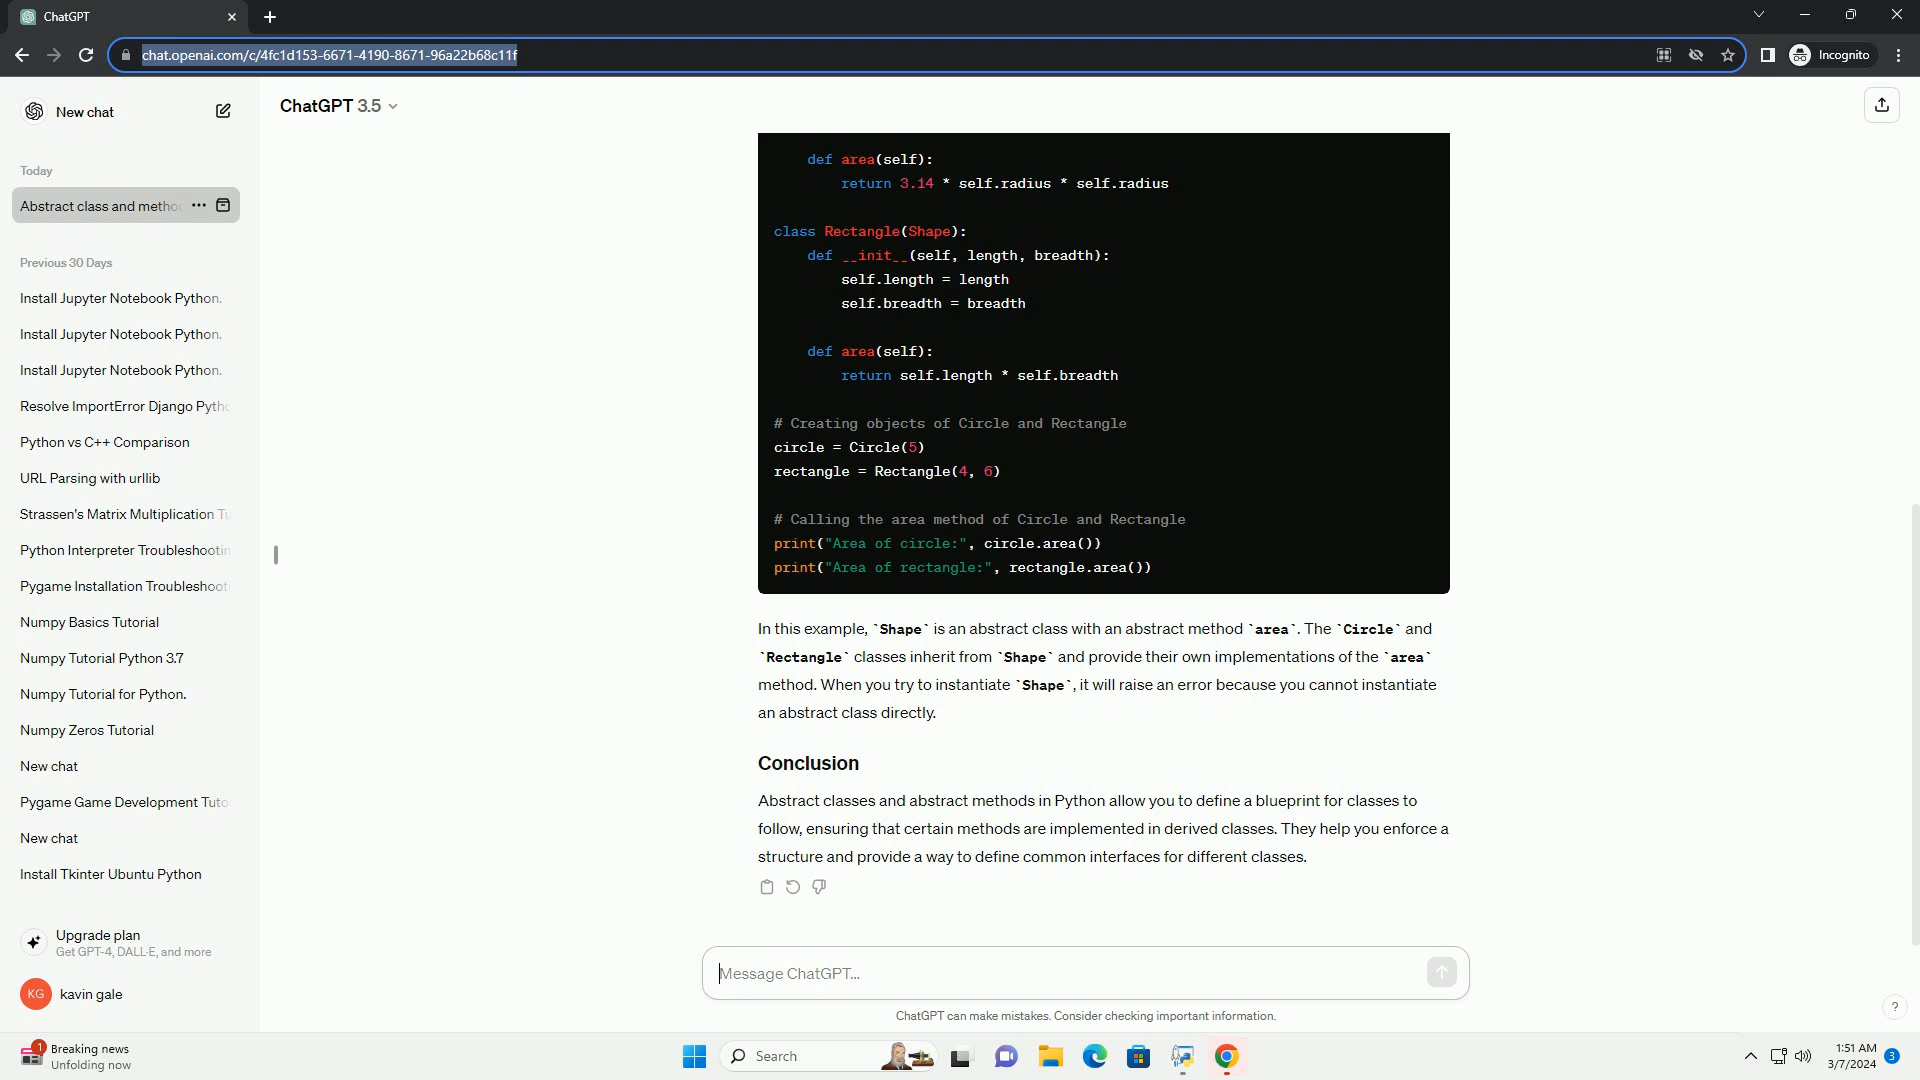 ChatGPT
chat.openai.com/c/4fc1d153-6671-4190-8671-96a22b68c11f
Incognito
New chat
Today
Abstract class and metho
Previous 30 Days
Install Jupyter Notebook Python.
Install Jupyter Notebook Python.
Install Jupyter Notebook Python.
Resolve ImportError Django Pytho
Python vs C++ Comparison
URL Parsing with urllib
Strassen's Matrix Multiplication Tu
Python Interpreter Troubleshootin
Pygame Installation Troubleshoot
Numpy Basics Tutorial
Numpy Tutorial Python 3.7
Numpy Tutorial for Python.
Numpy Zeros Tutorial
New chat
Pygame Game Development Tuto
New chat
Install Tkinter Ubuntu Python
Upgrade plan
Get GPT-4, DALL·E, and more
KG kavin gale
ChatGPT 3.5
def area(self):
return 3.14 * self.radius * self.radius
class Rectangle(Shape):
def __init__(self, length, breadth):
self.length = length
self.breadth = breadth
def area(self):
return self.length * self.breadth
# Creating objects of Circle and Rectangle
circle = Circle(5)
rectangle = Rectangle(4, 6)
# Calling the area method of Circle and Rectangle
print("Area of circle:", circle.area())
print("Area of rectangle:", rectangle.area())
In this example, `Shape` is an abstract class with an abstract method `area`. The `Circle` and
`Rectangle` classes inherit from `Shape` and provide their own implementations of the `area`
method. When you try to instantiate `Shape`, it will raise an error because you cannot instantiate
an abstract class directly.
Conclusion
Abstract classes and abstract methods in Python allow you to define a blueprint for classes to
follow, ensuring that certain methods are implemented in derived classes. They help you enforce a
structure and provide a way to define common interfaces for different classes.
Message ChatGPT...
ChatGPT can make mistakes. Consider checking important information.
?
1
Breaking news
Unfolding now
Search
1:51 AM
3/7/2024
3